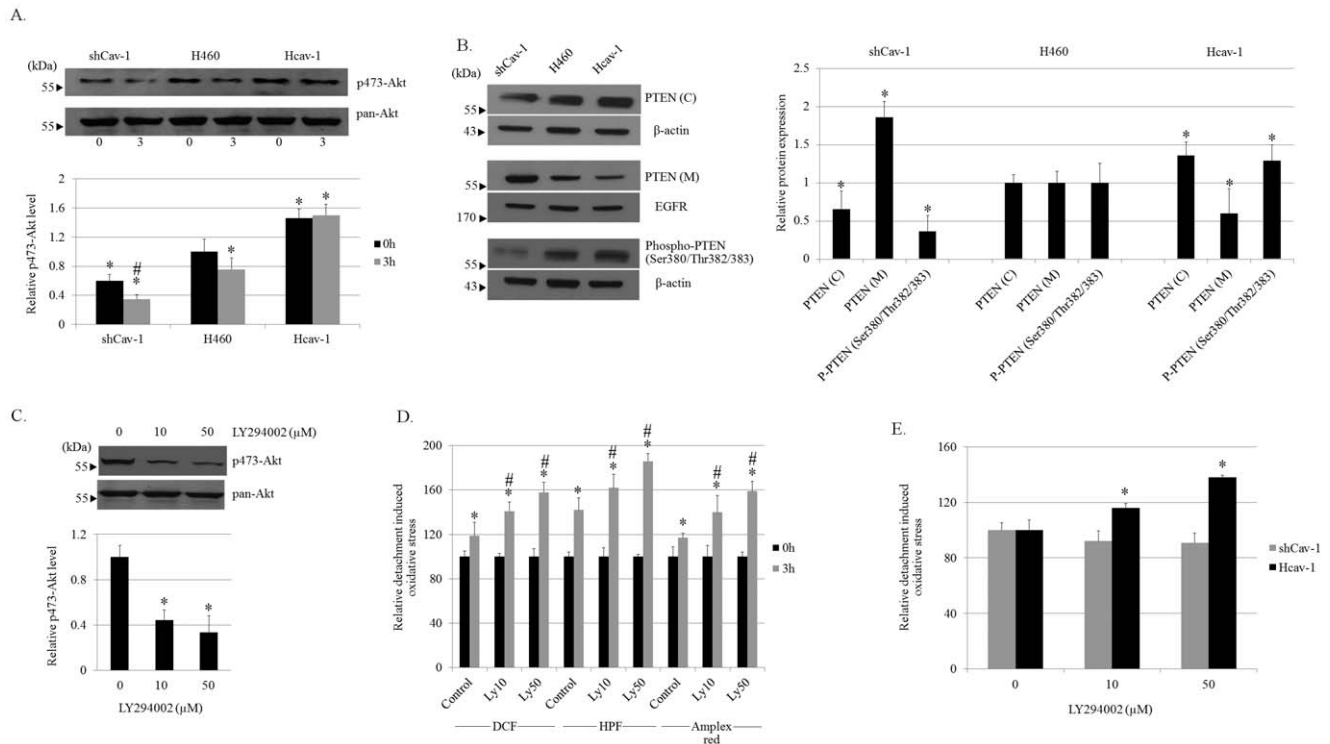 A.
shCav-1 H460 Hcav-1
(kDa)
55 p473-Akt
55 pan-Akt
0 3 0 3 0 3
Relative p473-Akt level
2
1.6
1.2
0.8
0.4
0
* # * * * *
0h
3h
shCav-1 H460 Hcav-1
B.
shCav-1 H460 Hcav-1
(kDa)
55 PTEN (C)
43 β-actin
55 PTEN (M)
170 EGFR
55 Phospho-PTEN
(Ser380/Thr382/383)
43 β-actin
shCav-1 H460 Hcav-1
Relative protein expression
2.5
2
1.5
1
0.5
0
* * * * * *
PTEN (C) PTEN (M) P-PTEN (Ser380/Thr382/383) PTEN (C) PTEN (M) P-PTEN (Ser380/Thr382/383) PTEN (C) PTEN (M) P-PTEN (Ser380/Thr382/383)
C.
0 10 50 LY294002 (µM)
(kDa)
55 p473-Akt
55 pan-Akt
Relative p473-Akt level
1.2
0.8
0.4
0
* *
0 10 50
LY294002 (µM)
D.
Relative detachment induced
oxidative stress
200
160
120
80
40
0
* # * # * * # * # * * # * # *
0h
3h
Control Ly10 Ly50 Control Ly10 Ly50 Control Ly10 Ly50
DCF HPF Amplex
red
E.
Relative detachment induced
oxidative stress
160
120
80
40
0
* *
shCav-1
Hcav-1
0 10 50
LY294002 (µM)